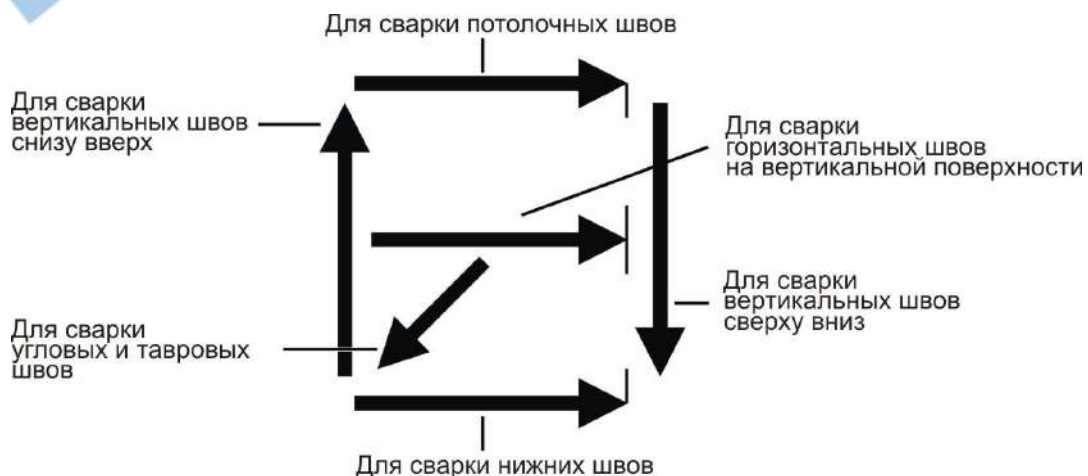 Для сварки потолочных швов
Для сварки
вертикальных швов
снизу вверх
Для сварки
горизонтальных швов
на вертикальной поверхности
Для сварки
вертикальных швов
сверху вниз
Для сварки
угловых и тавровых
швов
Для сварки нижних швов